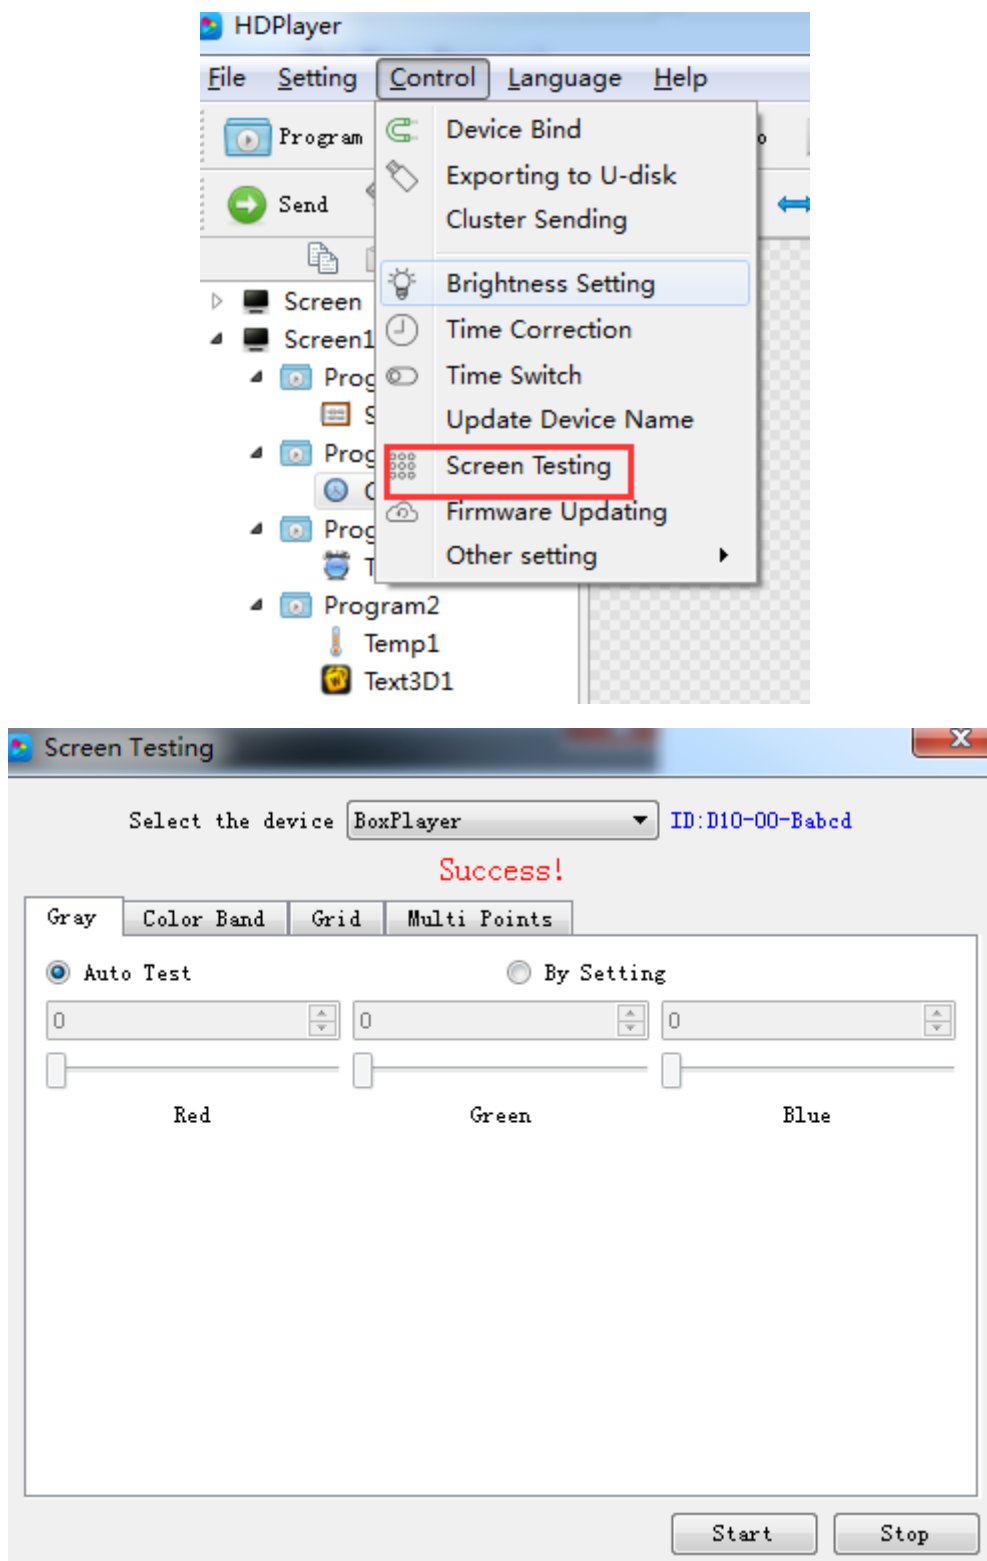 HDPlayer
File Setting Control Language Help
Program
Device Bind
Exporting to U-disk
Send
Cluster Sending
Brightness Setting
Screen
Time Correction
Screen1
Time Switch
Update Device Name
Screen Testing
Firmware Updating
Other setting
Program2
Temp1
Text3D1
Screen Testing
Select the device BoxPlayer ID:D10-00-Babcd
Success!
Gray Color Band Grid Multi Points
Auto Test By Setting
0 0 0
Red Green Blue
Start Stop